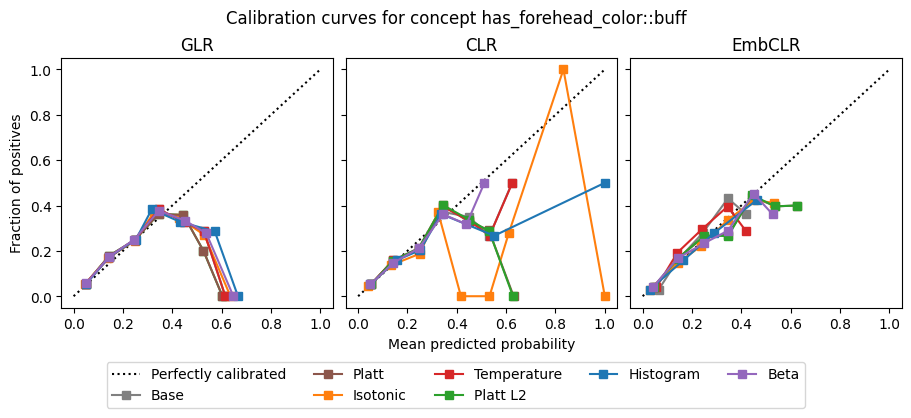 Calibration curves for concept has_forehead_color::buff
GLR
CLR
EmbCLR
Fraction of positives
1.0
0.8
0.6
0.4
0.2
0.0
0.0 0.2 0.4 0.6 0.8 1.0
0.0 0.2 0.4 0.6 0.8 1.0
0.0 0.2 0.4 0.6 0.8 1.0
Mean predicted probability
Perfectly calibrated Platt Temperature Histogram Beta
Base Isotonic Platt L2